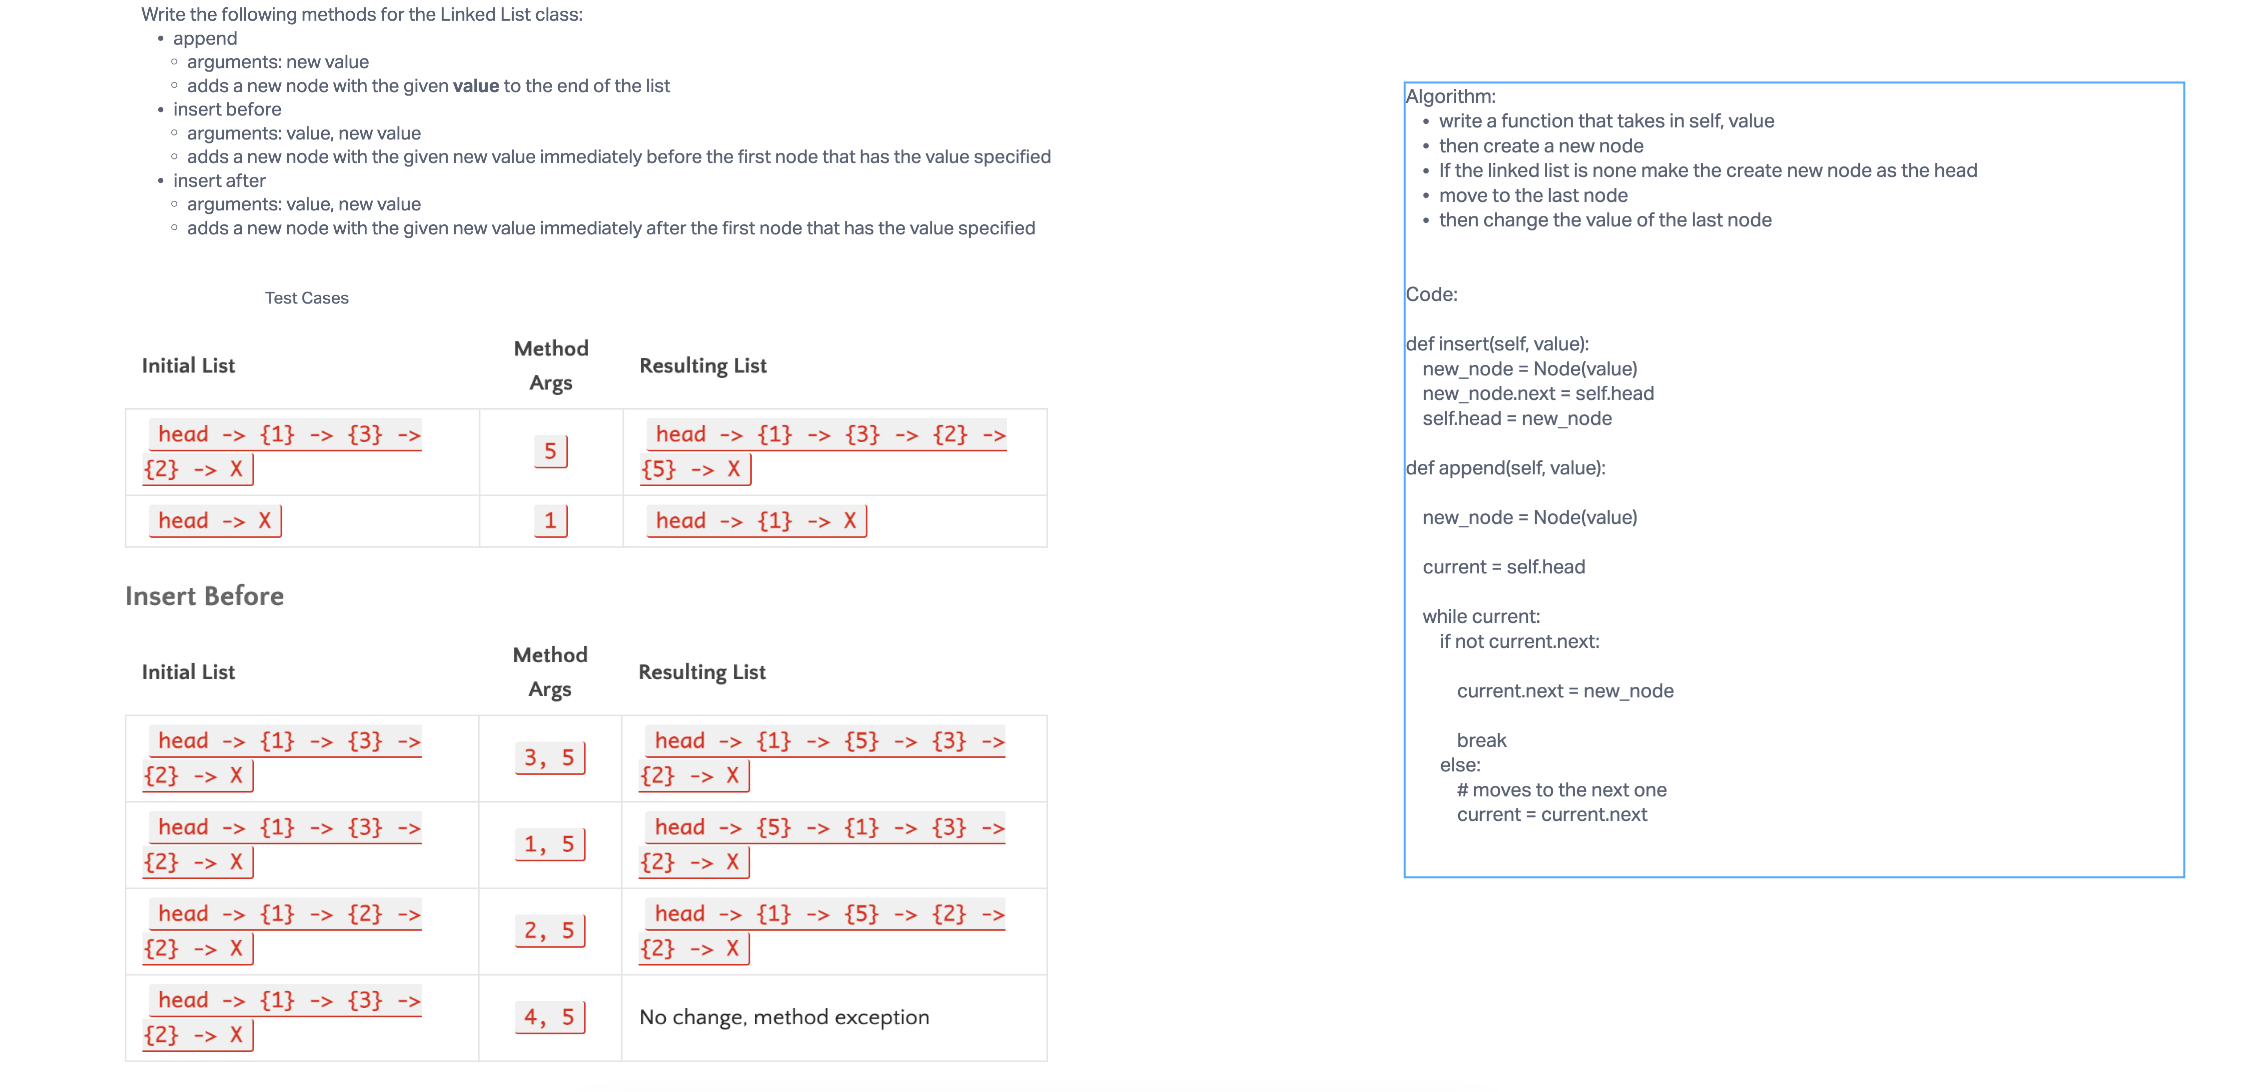 Write the following methods for the Linked List class:
• append
◦ arguments: new value
◦ adds a new node with the given value to the end of the list
• insert before
◦ arguments: value, new value
◦ adds a new node with the given new value immediately before the first node that has the value specified
• insert after
◦ arguments: value, new value
◦ adds a new node with the given new value immediately after the first node that has the value specified
Test Cases
Initial List
Method
Args
Resulting List
head -> {1} -> {3} ->
{2} -> X
5
head -> {1} -> {3} -> {2} ->
{5} -> X
head -> X
1
head -> {1} -> X
Insert Before
Initial List
Method
Args
Resulting List
head -> {1} -> {3} ->
{2} -> X
3, 5
head -> {1} -> {5} -> {3} ->
{2} -> X
head -> {1} -> {3} ->
{2} -> X
1, 5
head -> {5} -> {1} -> {3} ->
{2} -> X
head -> {1} -> {2} ->
{2} -> X
2, 5
head -> {1} -> {5} -> {2} ->
{2} -> X
head -> {1} -> {3} ->
{2} -> X
4, 5
No change, method exception
Algorithm:
• write a function that takes in self, value
• then create a new node
• If the linked list is none make the create new node as the head
• move to the last node
• then change the value of the last node
Code:
def insert(self, value):
new_node = Node(value)
new_node.next = self.head
self.head = new_node
def append(self, value):
new_node = Node(value)
current = self.head
while current:
if not current.next:
current.next = new_node
break
else:
# moves to the next one
current = current.next